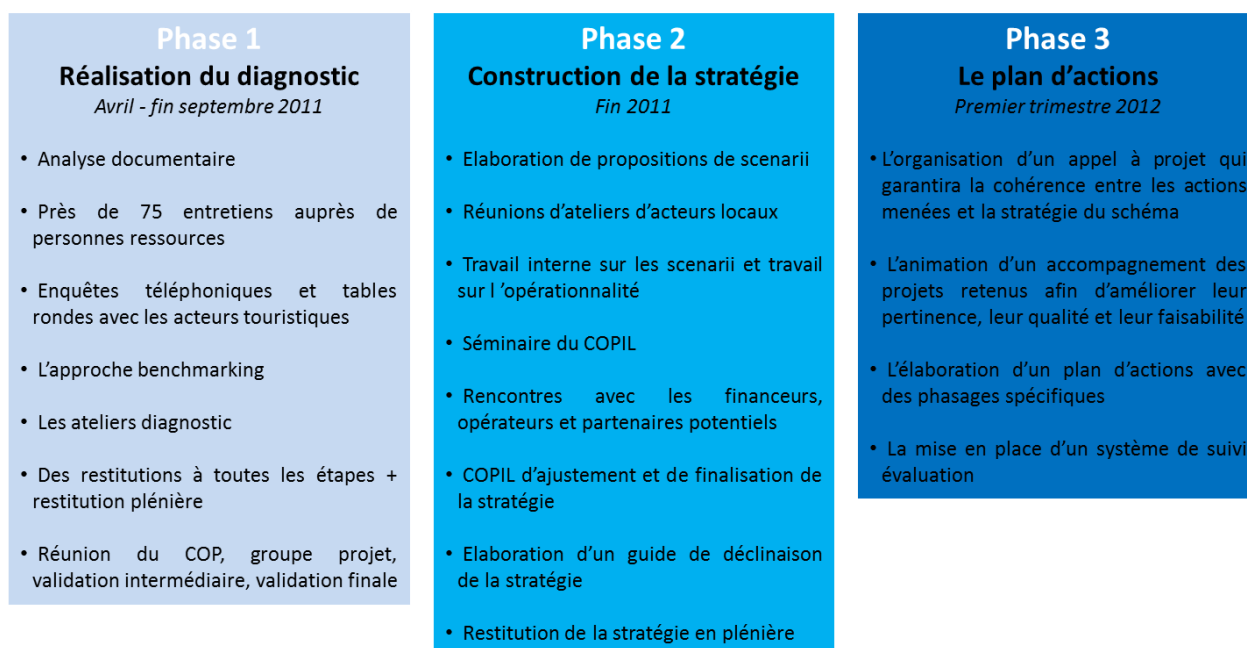 Phase 1
Réalisation du diagnostic
Avril - fin septembre 2011
• Analyse documentaire
• Près de 75 entretiens auprès de
personnes ressources
• Enquêtes téléphoniques et tables
rondes avec les acteurs touristiques
• L'approche benchmarking
• Les ateliers diagnostic
• Des restitutions à toutes les étapes +
restitution plénière
• Réunion du COP, groupe projet,
validation intermédiaire, validation finale
Phase 2
Construction de la stratégie
Fin 2011
• Elaboration de propositions de scenarii
• Réunions d'ateliers d'acteurs locaux
• Travail interne sur les scenarii et travail
sur l 'opérationnalité
• Séminaire du COPIL
• Rencontres avec les financeurs,
opérateurs et partenaires potentiels
• COPIL d'ajustement et de finalisation de
la stratégie
• Elaboration d'un guide de déclinaison
de la stratégie
• Restitution de la stratégie en plénière
Phase 3
Le plan d'actions
Premier trimestre 2012
• L'organisation d'un appel à projet qui
garantira la cohérence entre les actions
menées et la stratégie du schéma
• L'animation d'un accompagnement des
projets retenus afin d'améliorer leur
pertinence, leur qualité et leur faisabilité
• L'élaboration d'un plan d'actions avec
des phasages spécifiques
• La mise en place d'un système de suivi
évaluation